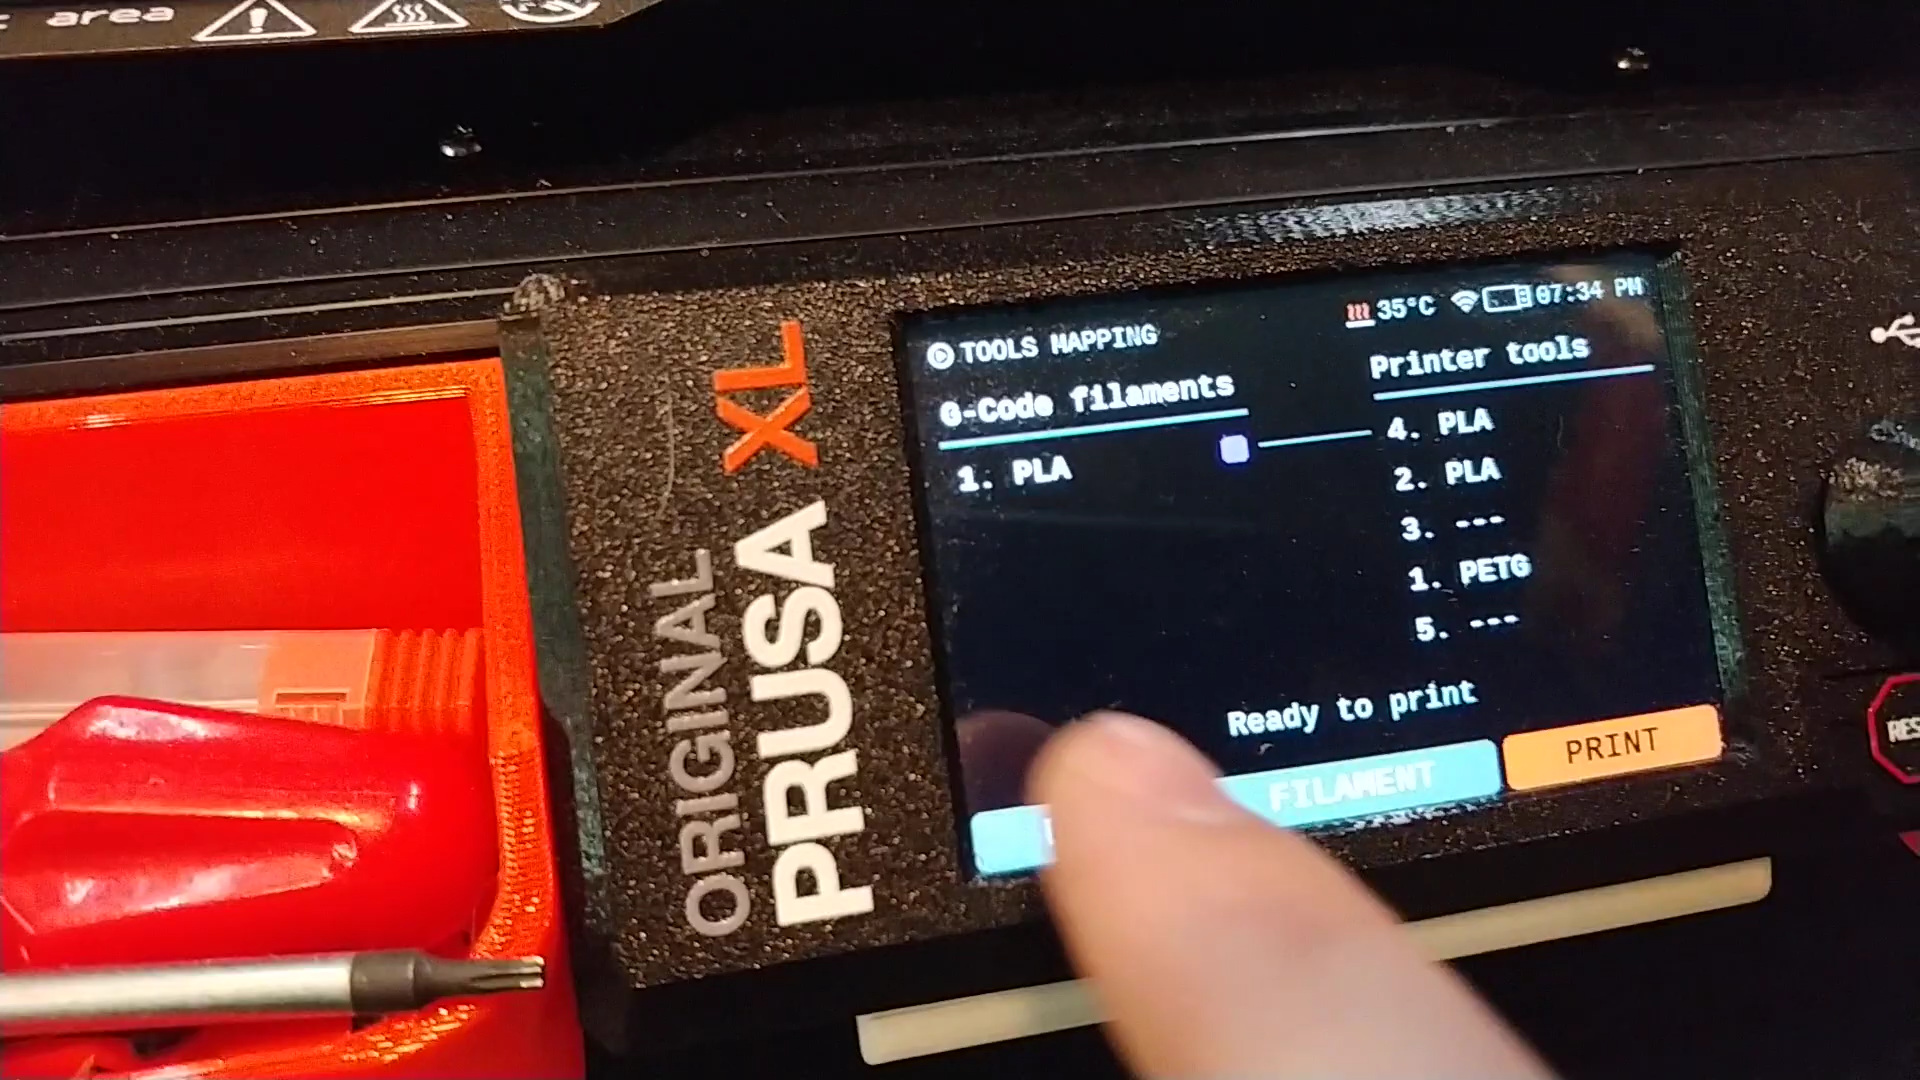 area
ORIGINAL
PRUSA XL
35°C 07:34 PM
TOOLS MAPPING
G-Code filaments
1. PLA
Printer tools
4. PLA
2. PLA
3. ---
1. PETG
5. ---
Ready to print
FILAMENT
PRINT